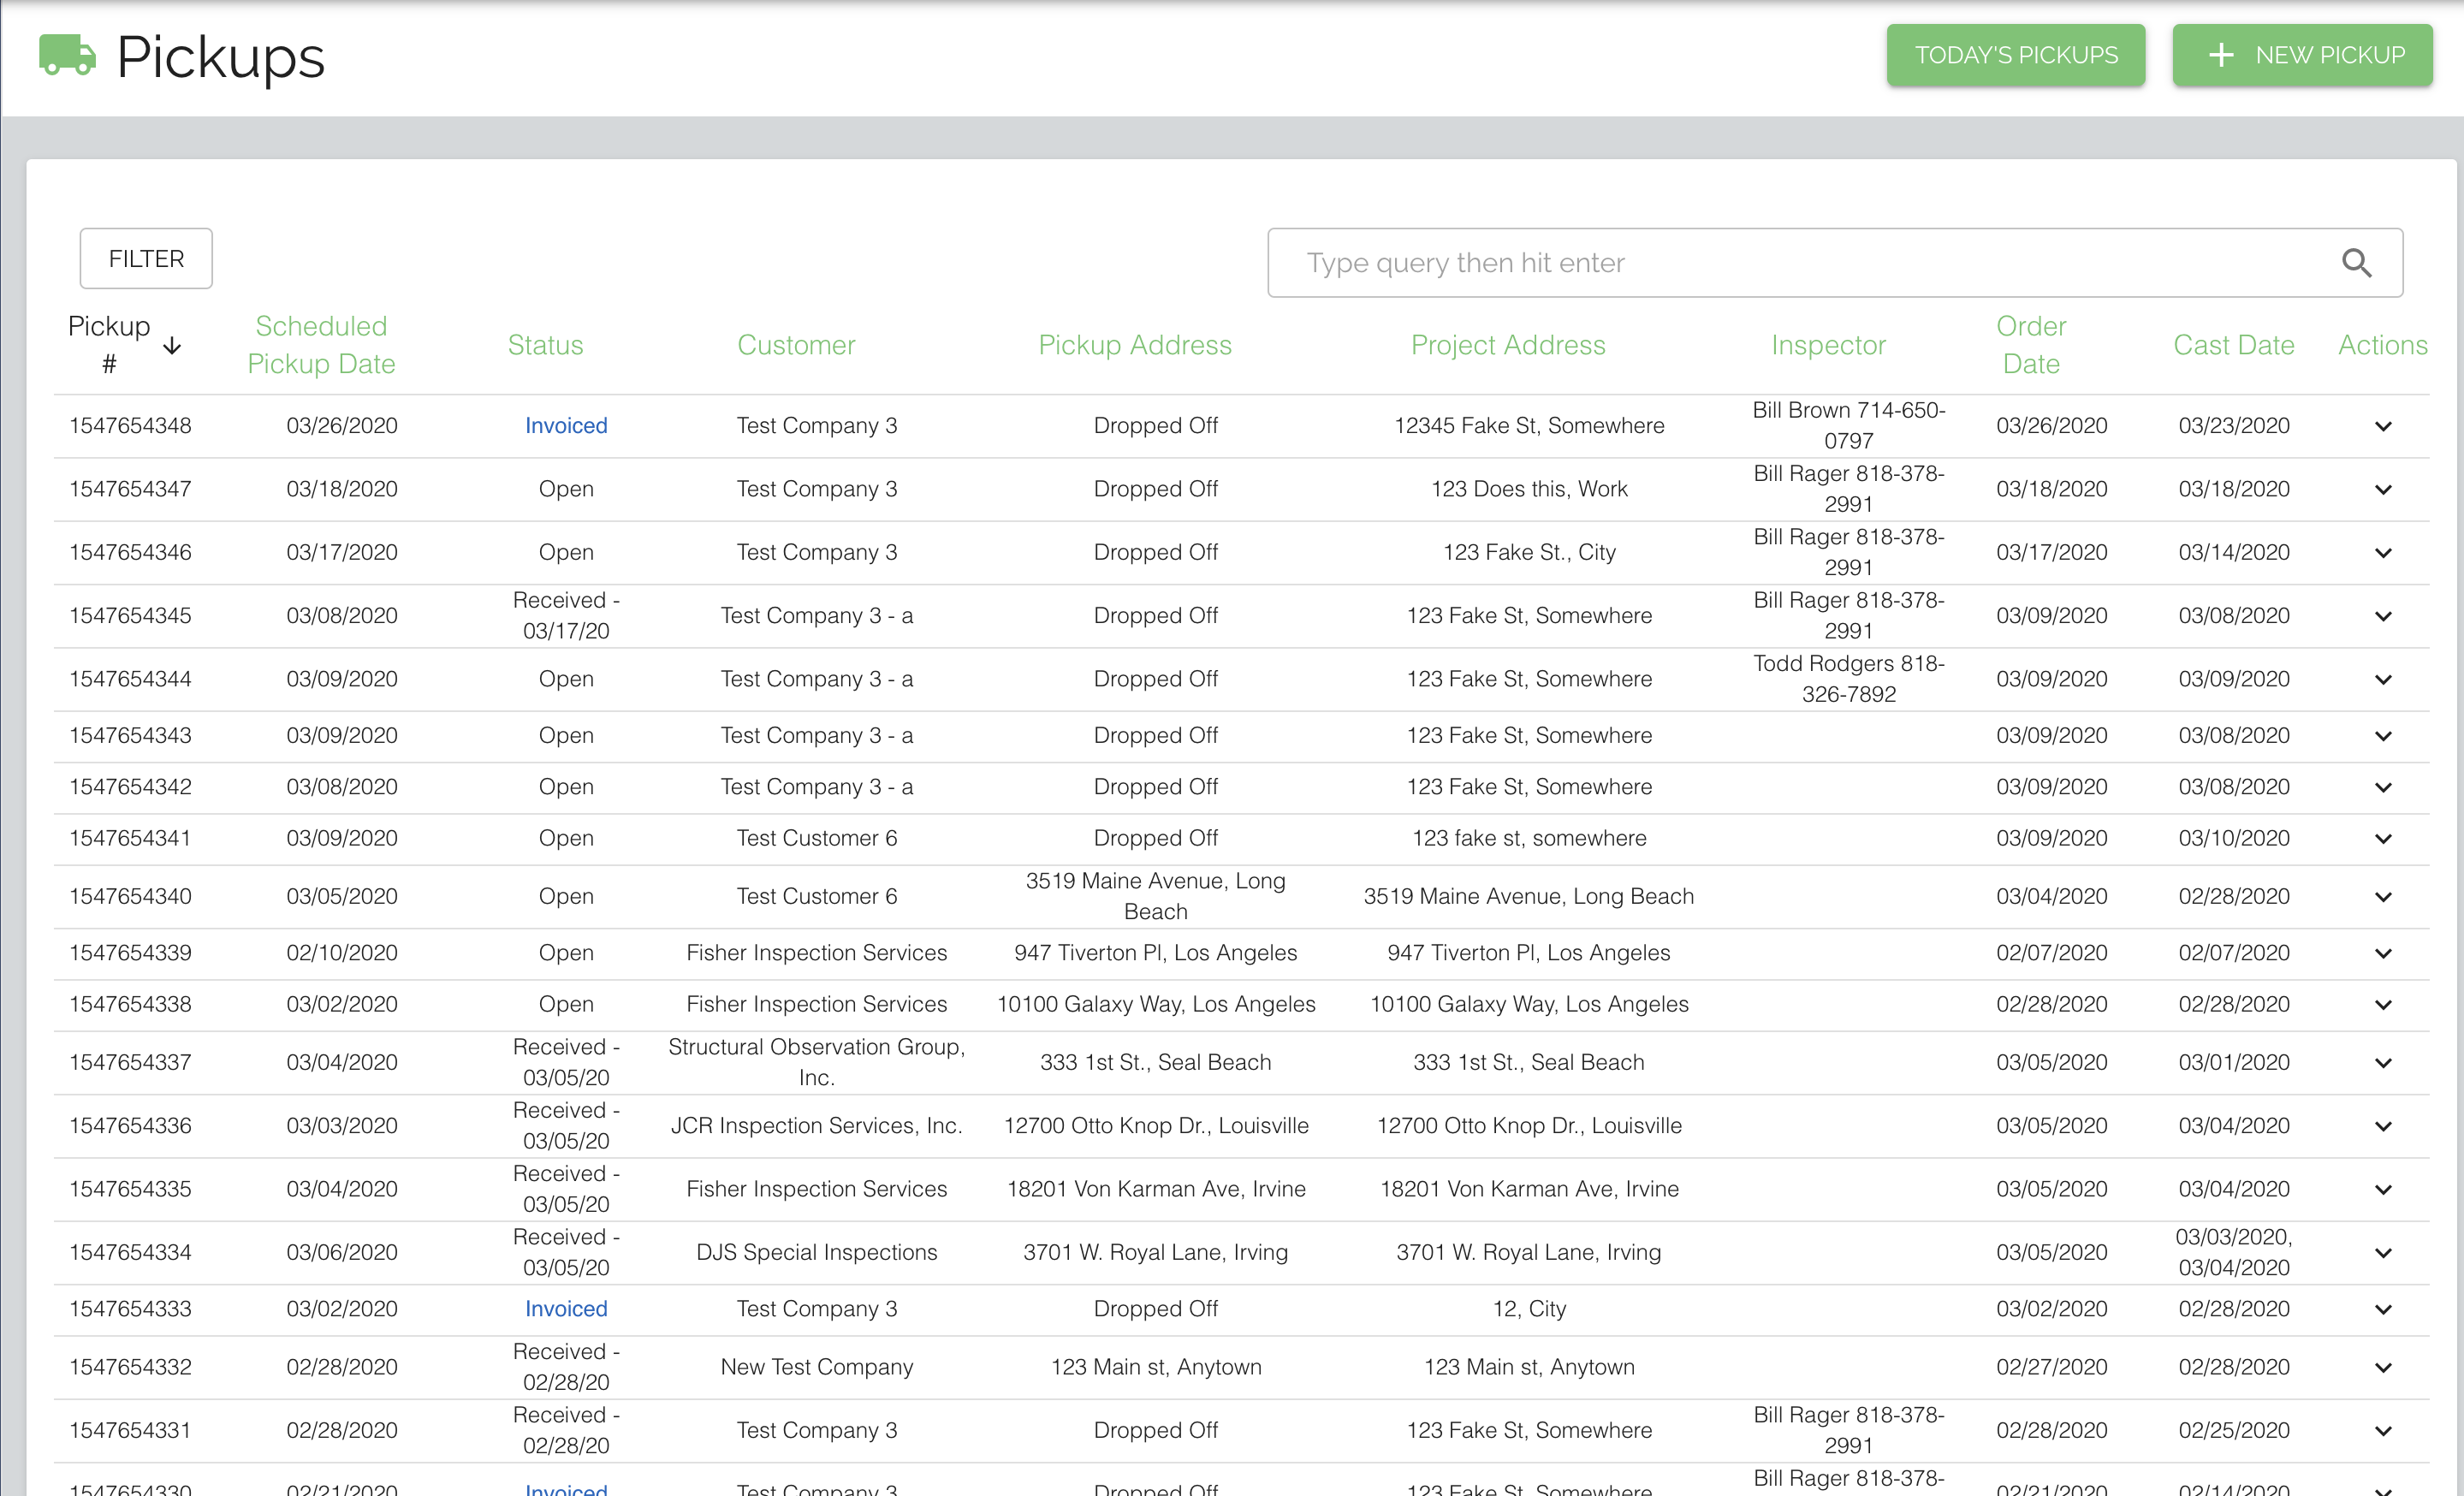 Pickups
TODAY'S PICKUPS
NEW PICKUP
FILTER
Type query then hit enter
Pickup # Scheduled Pickup Date Status Customer Pickup Address Project Address Inspector Order Date Cast Date Actions
1547654348 03/26/2020 Invoiced Test Company 3 Dropped Off 12345 Fake St, Somewhere Bill Brown 714-650-0797 03/26/2020 03/23/2020
1547654347 03/18/2020 Open Test Company 3 Dropped Off 123 Does this, Work Bill Rager 818-378-2991 03/18/2020 03/18/2020
1547654346 03/17/2020 Open Test Company 3 Dropped Off 123 Fake St., City Bill Rager 818-378-2991 03/17/2020 03/14/2020
1547654345 03/08/2020 Received - 03/17/20 Test Company 3 - a Dropped Off 123 Fake St, Somewhere Bill Rager 818-378-2991 03/09/2020 03/08/2020
1547654344 03/09/2020 Open Test Company 3 - a Dropped Off 123 Fake St, Somewhere Todd Rodgers 818-326-7892 03/09/2020 03/09/2020
1547654343 03/09/2020 Open Test Company 3 - a Dropped Off 123 Fake St, Somewhere 03/09/2020 03/08/2020
1547654342 03/08/2020 Open Test Company 3 - a Dropped Off 123 Fake St, Somewhere 03/09/2020 03/08/2020
1547654341 03/09/2020 Open Test Customer 6 Dropped Off 123 fake st, somewhere 03/09/2020 03/10/2020
1547654340 03/05/2020 Open Test Customer 6 3519 Maine Avenue, Long Beach 3519 Maine Avenue, Long Beach 03/04/2020 02/28/2020
1547654339 02/10/2020 Open Fisher Inspection Services 947 Tiverton Pl, Los Angeles 947 Tiverton Pl, Los Angeles 02/07/2020 02/07/2020
1547654338 03/02/2020 Open Fisher Inspection Services 10100 Galaxy Way, Los Angeles 10100 Galaxy Way, Los Angeles 02/28/2020 02/28/2020
1547654337 03/04/2020 Received - 03/05/20 Structural Observation Group, Inc. 333 1st St., Seal Beach 333 1st St., Seal Beach 03/05/2020 03/01/2020
1547654336 03/03/2020 Received - 03/05/20 JCR Inspection Services, Inc. 12700 Otto Knop Dr., Louisville 12700 Otto Knop Dr., Louisville 03/05/2020 03/04/2020
1547654335 03/04/2020 Received - 03/05/20 Fisher Inspection Services 18201 Von Karman Ave, Irvine 18201 Von Karman Ave, Irvine 03/05/2020 03/04/2020
1547654334 03/06/2020 Received - 03/05/20 DJS Special Inspections 3701 W. Royal Lane, Irving 3701 W. Royal Lane, Irving 03/05/2020 03/03/2020, 03/04/2020
1547654333 03/02/2020 Invoiced Test Company 3 Dropped Off 12, City 03/02/2020 02/28/2020
1547654332 02/28/2020 Received - 02/28/20 New Test Company 123 Main st, Anytown 123 Main st, Anytown 02/27/2020 02/28/2020
1547654331 02/28/2020 Received - 02/28/20 Test Company 3 Dropped Off 123 Fake St, Somewhere Bill Rager 818-378-2991 02/28/2020 02/25/2020
1547654330 02/21/2020 Invoiced Test Company 3 Dropped Off 123 Fake St, Somewhere Bill Rager 818-378- 02/21/2020 02/14/2020